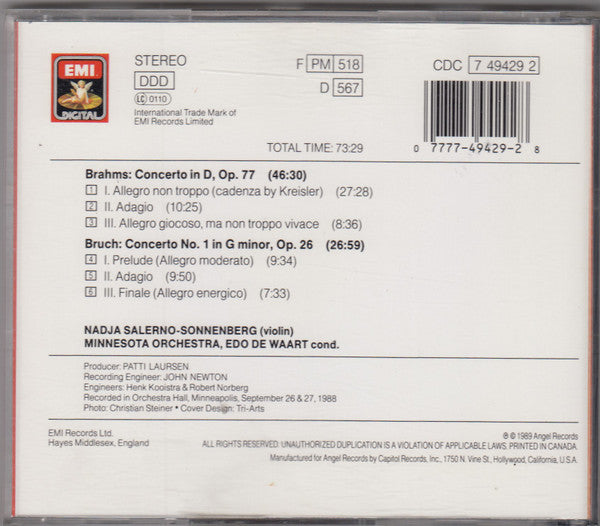 EMI
DIGITAL
STEREO
DDD
LC 0110
International Trade Mark of
EMI Records Limited
F PM 518
D 567
CDC 7 49429 2
TOTAL TIME: 73:29
0 7777-49429-2 8
Brahms: Concerto in D, Op. 77 (46:30)
1 I. Allegro non troppo (cadenza by Kreisler) (27:28)
2 II. Adagio (10:25)
3 III. Allegro giocoso, ma non troppo vivace (8:36)
Bruch: Concerto No. 1 in G minor, Op. 26 (26:59)
4 I. Prelude (Allegro moderato) (9:34)
5 II. Adagio (9:50)
6 III. Finale (Allegro energico) (7:33)
NADJA SALERNO-SONNENBERG (violin)
MINNESOTA ORCHESTRA, EDO DE WAART cond.
Producer: PATTI LAURSEN
Recording Engineer: JOHN NEWTON
Engineers: Henk Kooistra & Robert Norberg
Recorded in Orchestra Hall, Minneapolis, September 26 & 27, 1988
Photo: Christian Steiner • Cover Design: Tri-Arts
EMI Records Ltd.
Hayes Middlesex, England
℗ © 1989 Angel Records
ALL RIGHTS RESERVED. UNAUTHORIZED DUPLICATION IS A VIOLATION OF APPLICABLE LAWS. PRINTED IN CANADA.
Manufactured for Angel Records by Capitol Records, Inc., 1750 N. Vine St., Hollywood, California, U.S.A.